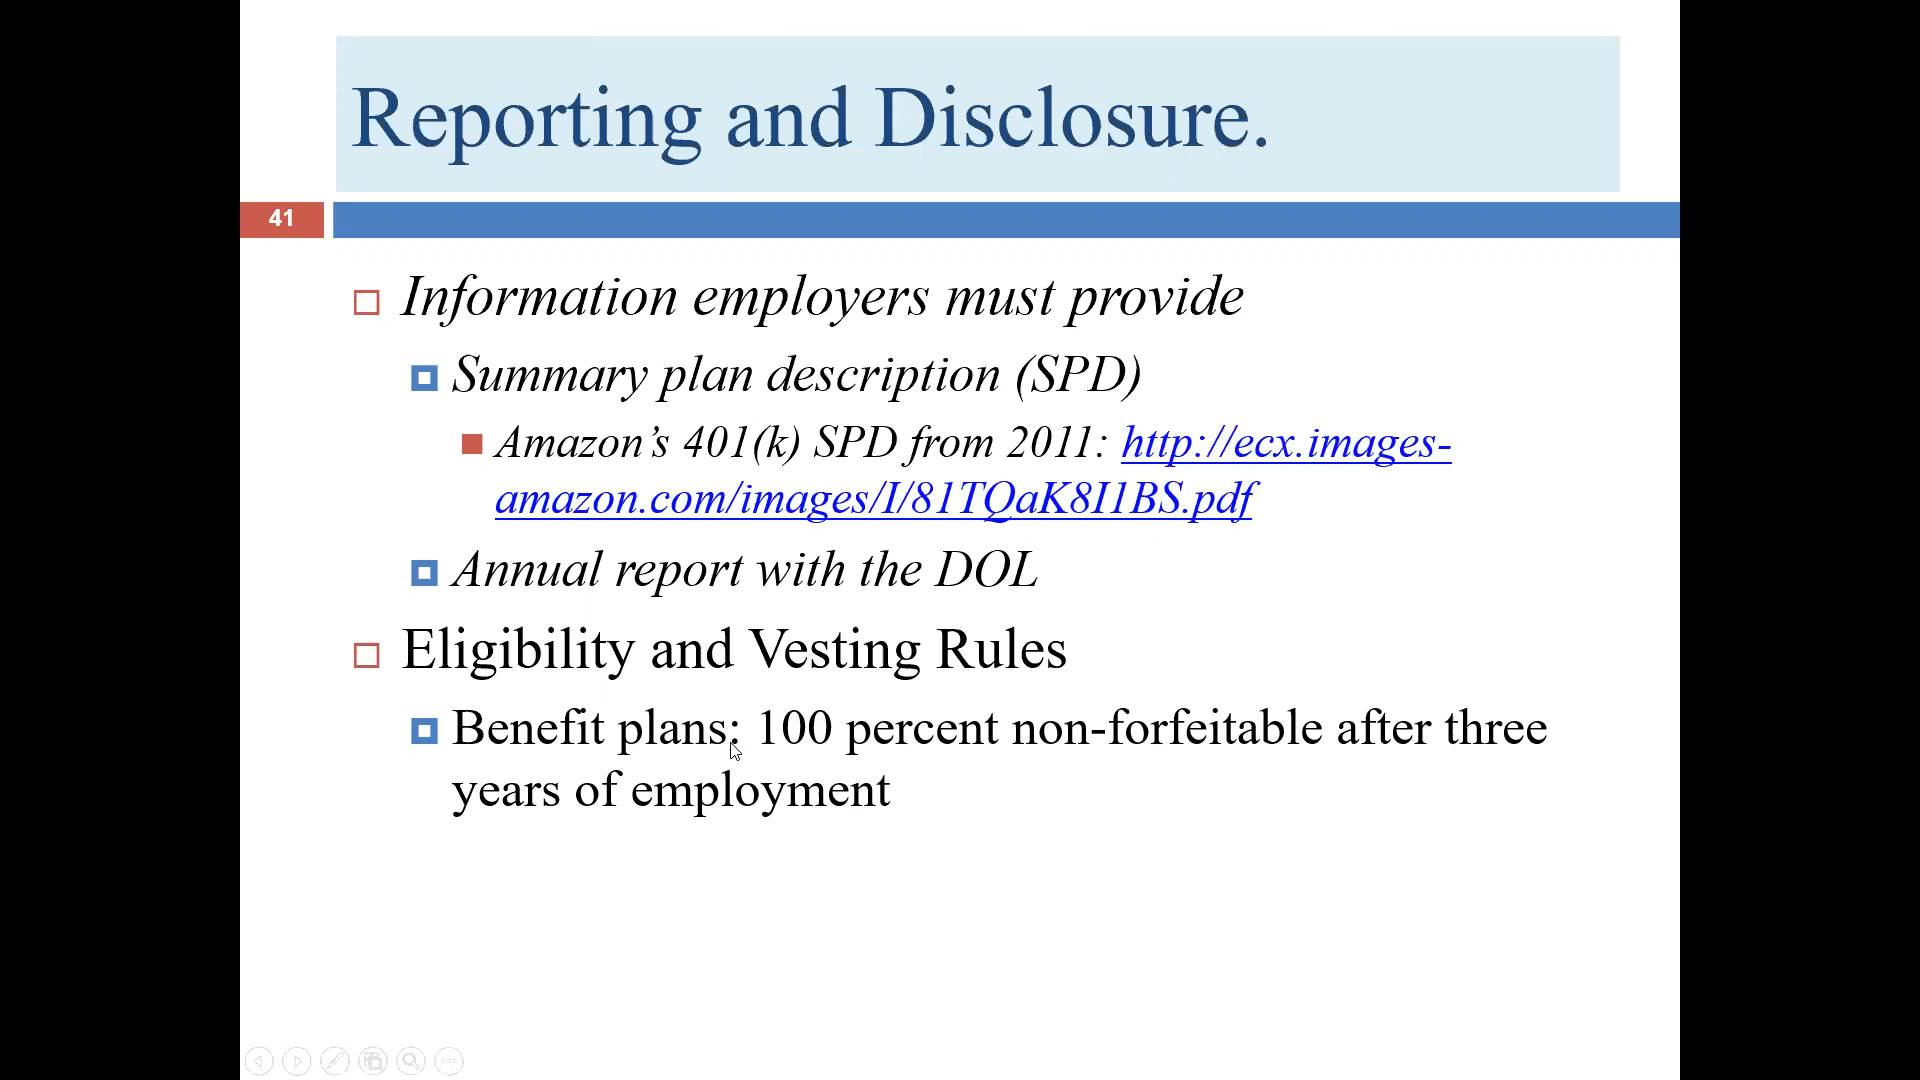 Reporting and Disclosure.
41
Information employers must provide
Summary plan description (SPD)
Amazon’s 401(k) SPD from 2011: http://ecx.images-
amazon.com/images/I/81TQaK8I1BS.pdf
Annual report with the DOL
Eligibility and Vesting Rules
Benefit plans: 100 percent non-forfeitable after three
years of employment